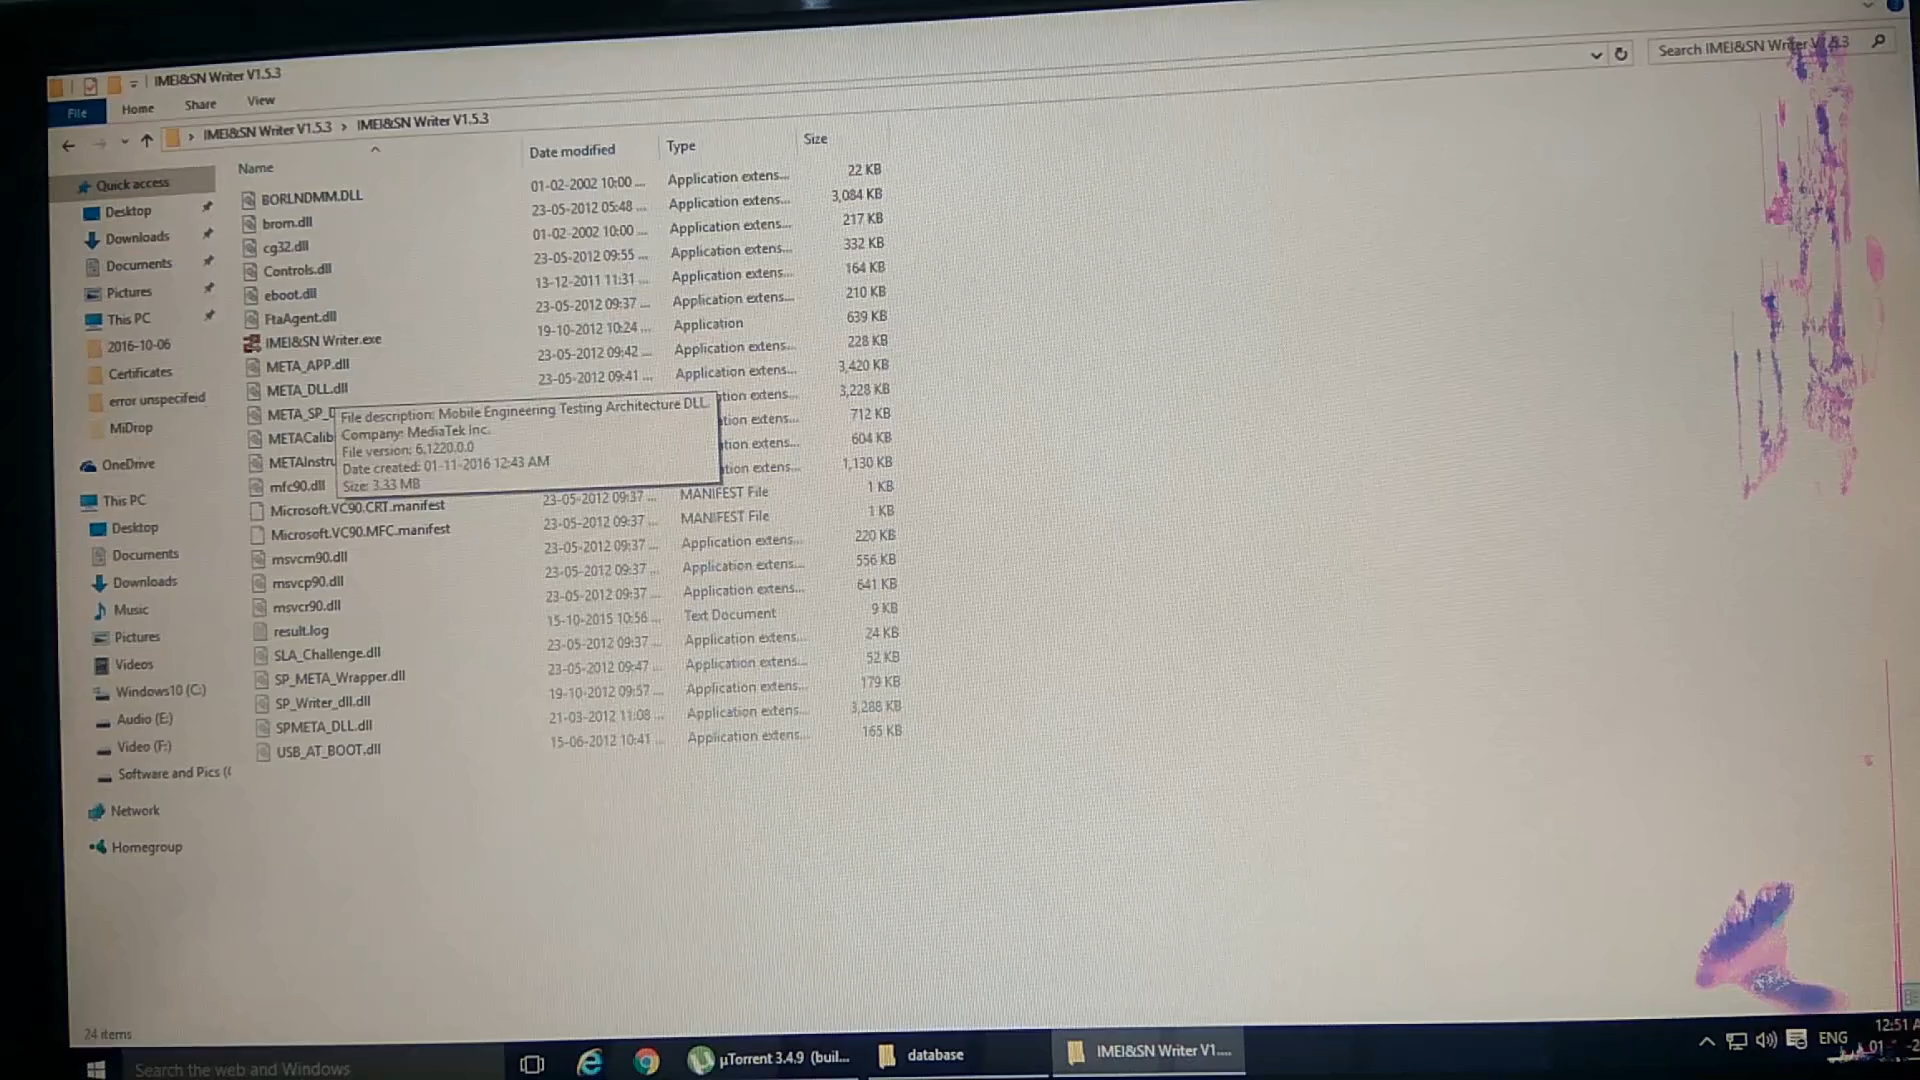 IMEI&SN Writer V1.5.3
File Home Share View
IMEI&SN Writer V1.5.3 > IMEI&SN Writer V1.5.3
Search IMEI&SN Writer V1.5.3
Name Date modified Type Size
BORLNDMM.DLL 01-02-2002 10:00 ... Application extens... 22 KB
brom.dll 23-05-2012 05:48 ... Application extens... 3,084 KB
cg32.dll 01-02-2002 10:00 ... Application extens... 217 KB
Controls.dll 23-05-2012 09:55 ... Application extens... 332 KB
eboot.dll 13-12-2011 11:31 ... Application extens... 164 KB
FtaAgent.dll 23-05-2012 09:37 ... Application extens... 210 KB
IMEI&SN Writer.exe 19-10-2012 10:24 ... Application 639 KB
META_APP.dll 23-05-2012 09:42 ... Application extens... 228 KB
META_DLL.dll 23-05-2012 09:41 ... Application extens... 3,420 KB
META_SP_D tion extens... 3,228 KB
METACalib tion extens... 712 KB
METAInstru tion extens... 604 KB
mfc90.dll tion extens... 1,130 KB
File description: Mobile Engineering Testing Architecture DLL
Company: MediaTek Inc.
File version: 6.1220.0.0
Date created: 01-11-2016 12:43 AM
Size: 3.33 MB
Microsoft.VC90.CRT.manifest 23-05-2012 09:37 ... MANIFEST File 1 KB
Microsoft.VC90.MFC.manifest 23-05-2012 09:37 ... MANIFEST File 1 KB
msvcm90.dll 23-05-2012 09:37 ... Application extens... 220 KB
msvcp90.dll 23-05-2012 09:37 ... Application extens... 556 KB
msvcr90.dll 23-05-2012 09:37 ... Application extens... 641 KB
result.log 15-10-2015 10:56 ... Text Document 9 KB
SLA_Challenge.dll 23-05-2012 09:37 ... Application extens... 24 KB
SP_META_Wrapper.dll 23-05-2012 09:47 ... Application extens... 52 KB
SP_Writer_dll.dll 19-10-2012 09:57 ... Application extens... 179 KB
SPMETA_DLL.dll 21-03-2012 11:08 ... Application extens... 3,288 KB
USB_AT_BOOT.dll 15-06-2012 10:41 ... Application extens... 165 KB
Quick access
Desktop
Downloads
Documents
Pictures
This PC
2016-10-06
Certificates
error unspecifeid
MiDrop
OneDrive
This PC
Desktop
Documents
Downloads
Music
Pictures
Videos
Windows10 (C:)
Audio (E:)
Video (F:)
Software and Pics (
Network
Homegroup
24 items
Search the web and Windows
µTorrent 3.4.9 (buil...
database
IMEI&SN Writer V1....
ENG
12:51